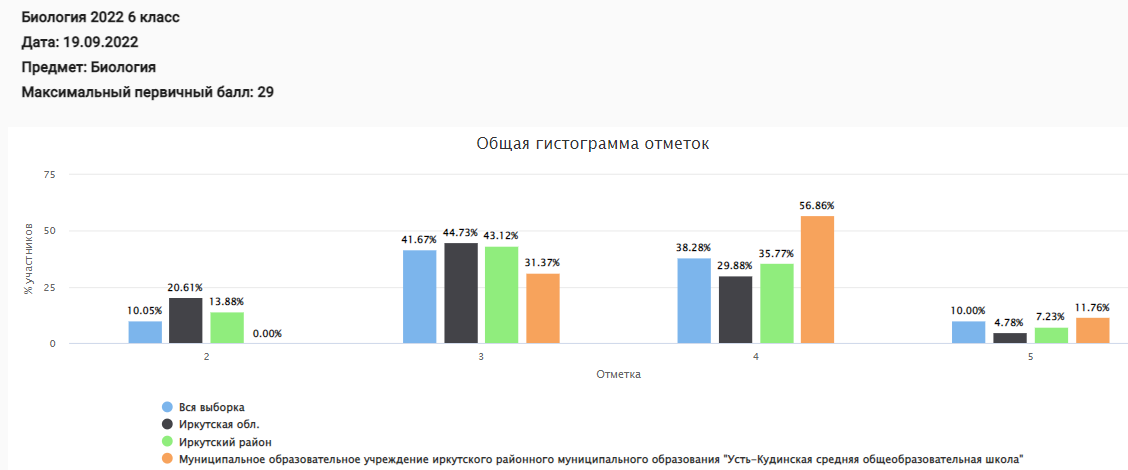 Биология 2022 6 класс
Дата: 19.09.2022
Предмет: Биология
Максимальный первичный балл: 29
Общая гистограмма отметок
% участников
75
50
25
0
10.05% 20.61% 13.88% 0.00%
41.67% 44.73% 43.12% 31.37%
38.28% 29.88% 35.77% 56.86%
10.00% 4.78% 7.23% 11.76%
2 3 4 5
Отметка
Вся выборка
Иркутская обл.
Иркутский район
Муниципальное образовательное учреждение иркутского районного муниципального образования "Усть-Кудинская средняя общеобразовательная школа"